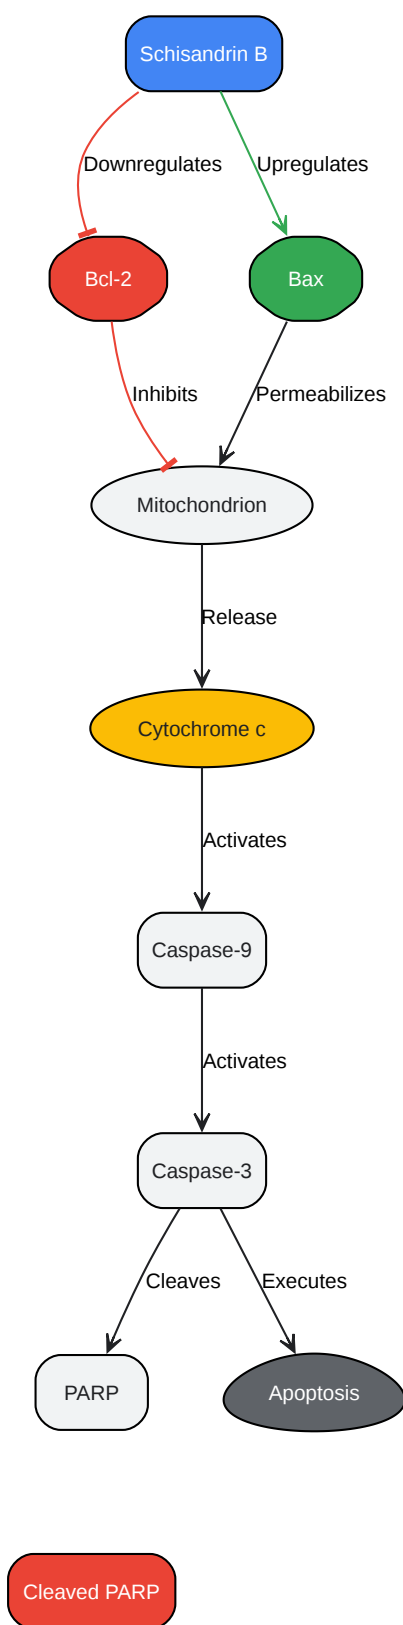 Schisandrin B
Downregulates
Upregulates
Bcl-2
Bax
Inhibits
Permeabilizes
Mitochondrion
Release
Cytochrome c
Activates
Caspase-9
Activates
Caspase-3
Cleaves
Executes
PARP
Apoptosis
Cleaved PARP